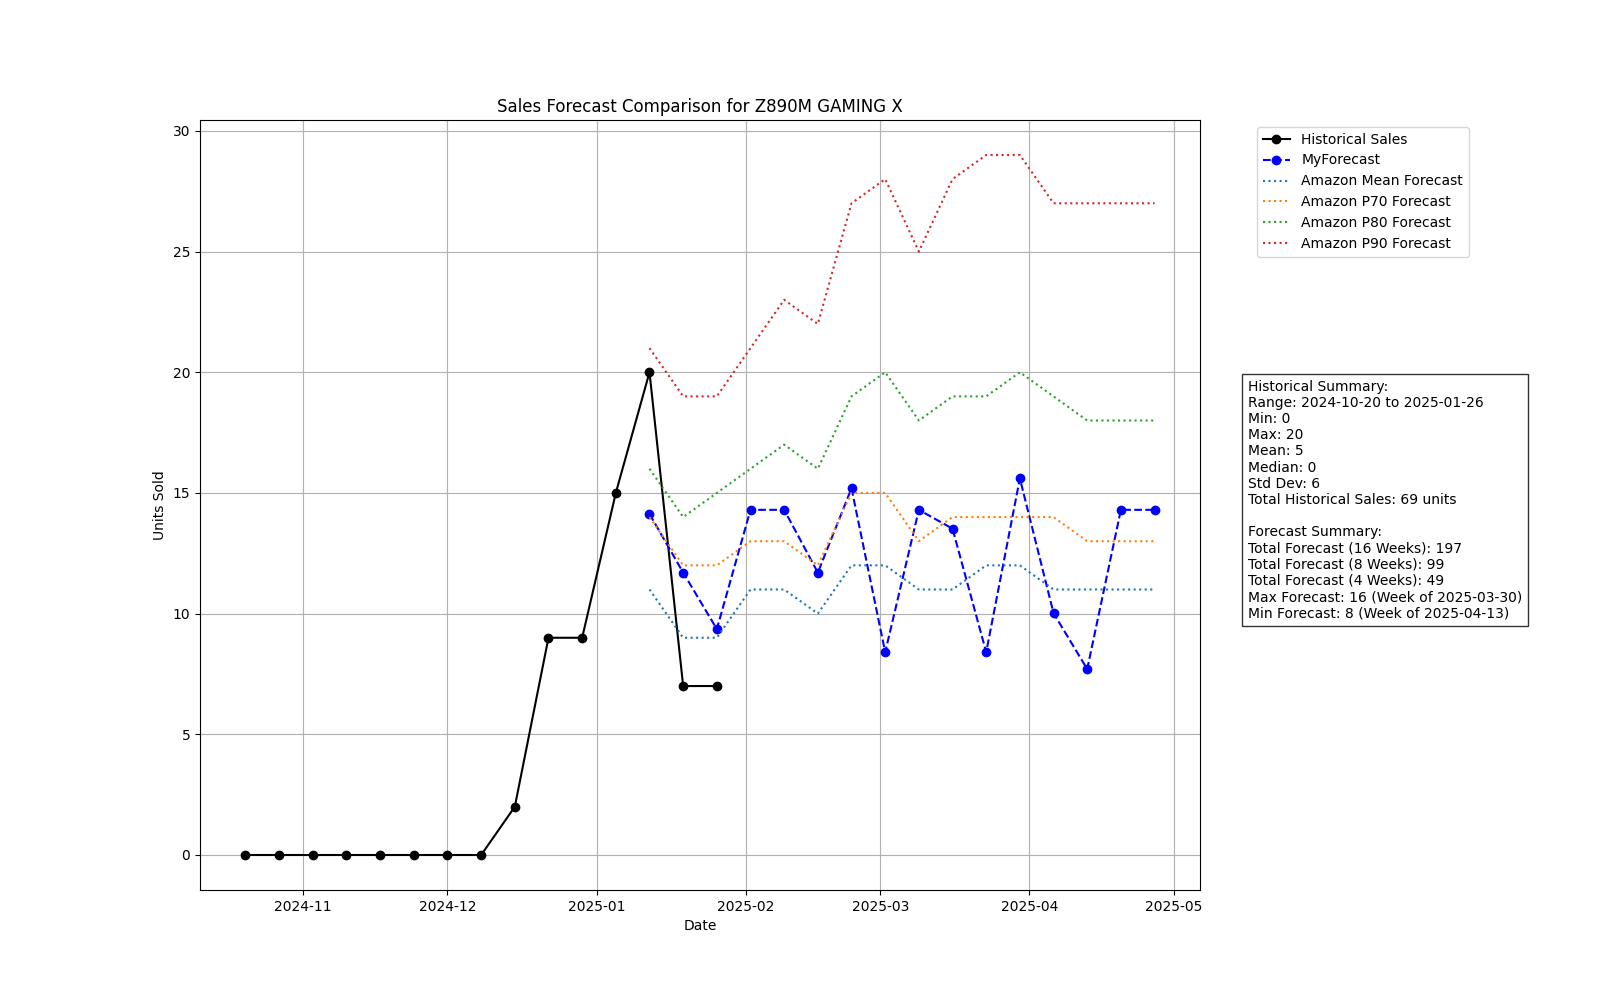 Sales Forecast Comparison for Z890M GAMING X
Units Sold
30
25
20
15
10
5
0
2024-11
2024-12
2025-01
2025-02
2025-03
2025-04
2025-05
Date
Historical Sales
MyForecast
Amazon Mean Forecast
Amazon P70 Forecast
Amazon P80 Forecast
Amazon P90 Forecast
Historical Summary:
Range: 2024-10-20 to 2025-01-26
Min: 0
Max: 20
Mean: 5
Median: 0
Std Dev: 6
Total Historical Sales: 69 units
Forecast Summary:
Total Forecast (16 Weeks): 197
Total Forecast (8 Weeks): 99
Total Forecast (4 Weeks): 49
Max Forecast: 16 (Week of 2025-03-30)
Min Forecast: 8 (Week of 2025-04-13)